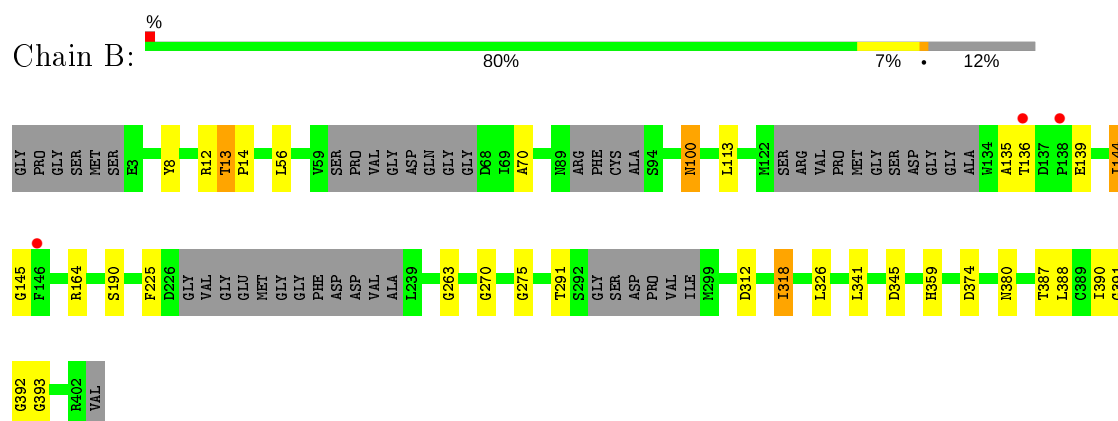 %
Chain B:
80% 7% • 12%
GLY PRO GLY SER MET SER E3 Y8 R12 T13 P14 L56 V59 SER PRO VAL GLY ASP GLN GLY GLY D68 I69 A70 N89 ARG PHE CYS ALA S94 N100 L113 M122 SER ARG VAL PRO MET GLY SER ASP GLY GLY ALA W134 A135 T136 D137 P138 E139 I144
G145 F146 R164 S190 F225 D226 GLY VAL GLY GLU MET GLY GLY PHE ASP ASP VAL ALA L239 G263 G270 G275 T291 S292 GLY SER ASP PRO VAL ILE M299 D312 I318 L326 L341 D345 H359 D374 N380 T387 L388 C389 I390 G391
G392 G393 R402 VAL